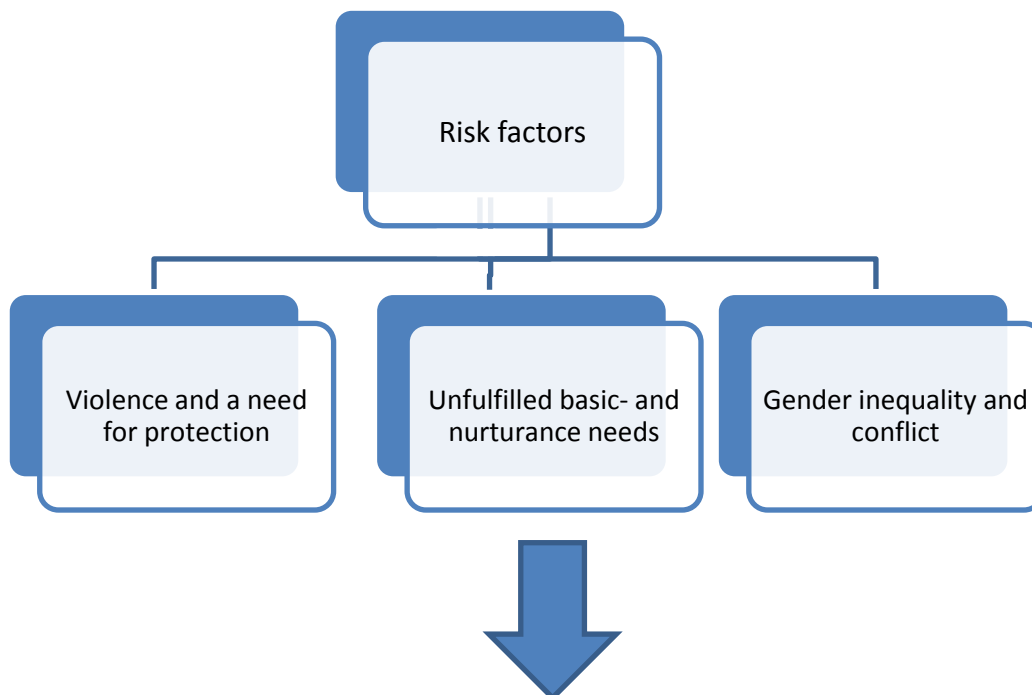 Risk factors
Violence and a need
for protection
Unfulfilled basic- and
nurturance needs
Gender inequality and
conflict